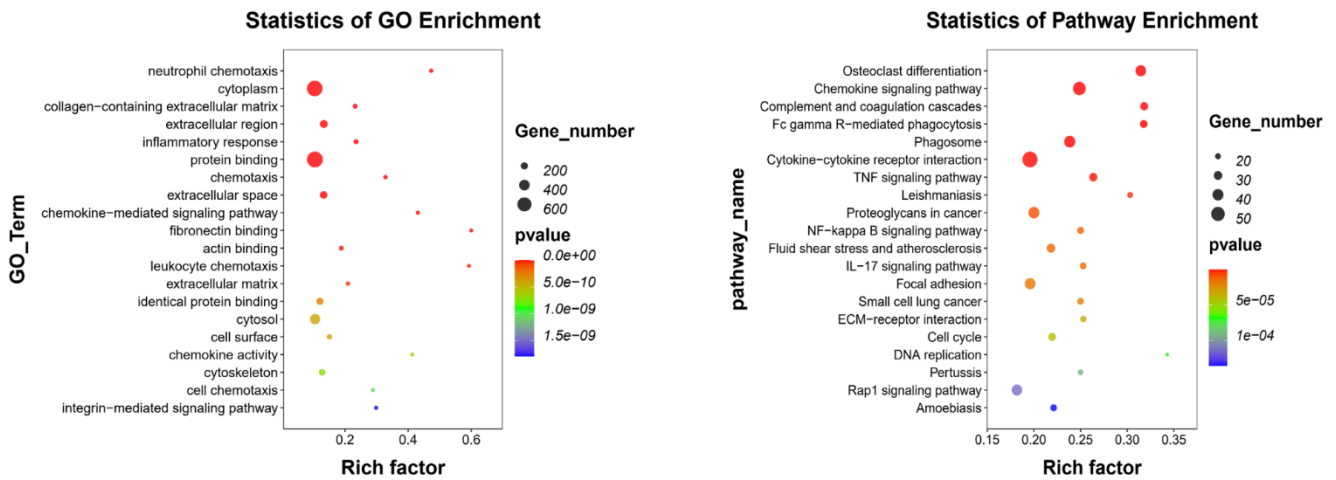 Statistics of GO Enrichment
GO_Term
neutrophil chemotaxis
cytoplasm
collagen-containing extracellular matrix
extracellular region
inflammatory response
protein binding
chemotaxis
extracellular space
chemokine-mediated signaling pathway
fibronectin binding
actin binding
leukocyte chemotaxis
extracellular matrix
identical protein binding
cytosol
cell surface
chemokine activity
cytoskeleton
cell chemotaxis
integrin-mediated signaling pathway
0.2 0.4 0.6
Rich factor
Gene_number
200
400
600
pvalue
0.0e+00
5.0e-10
1.0e-09
1.5e-09
Statistics of Pathway Enrichment
pathway_name
Osteoclast differentiation
Chemokine signaling pathway
Complement and coagulation cascades
Fc gamma R-mediated phagocytosis
Phagosome
Cytokine-cytokine receptor interaction
TNF signaling pathway
Leishmaniasis
Proteoglycans in cancer
NF-kappa B signaling pathway
Fluid shear stress and atherosclerosis
IL-17 signaling pathway
Focal adhesion
Small cell lung cancer
ECM-receptor interaction
Cell cycle
DNA replication
Pertussis
Rap1 signaling pathway
Amoebiasis
0.15 0.20 0.25 0.30 0.35
Rich factor
Gene_number
20
30
40
50
pvalue
5e-05
1e-04